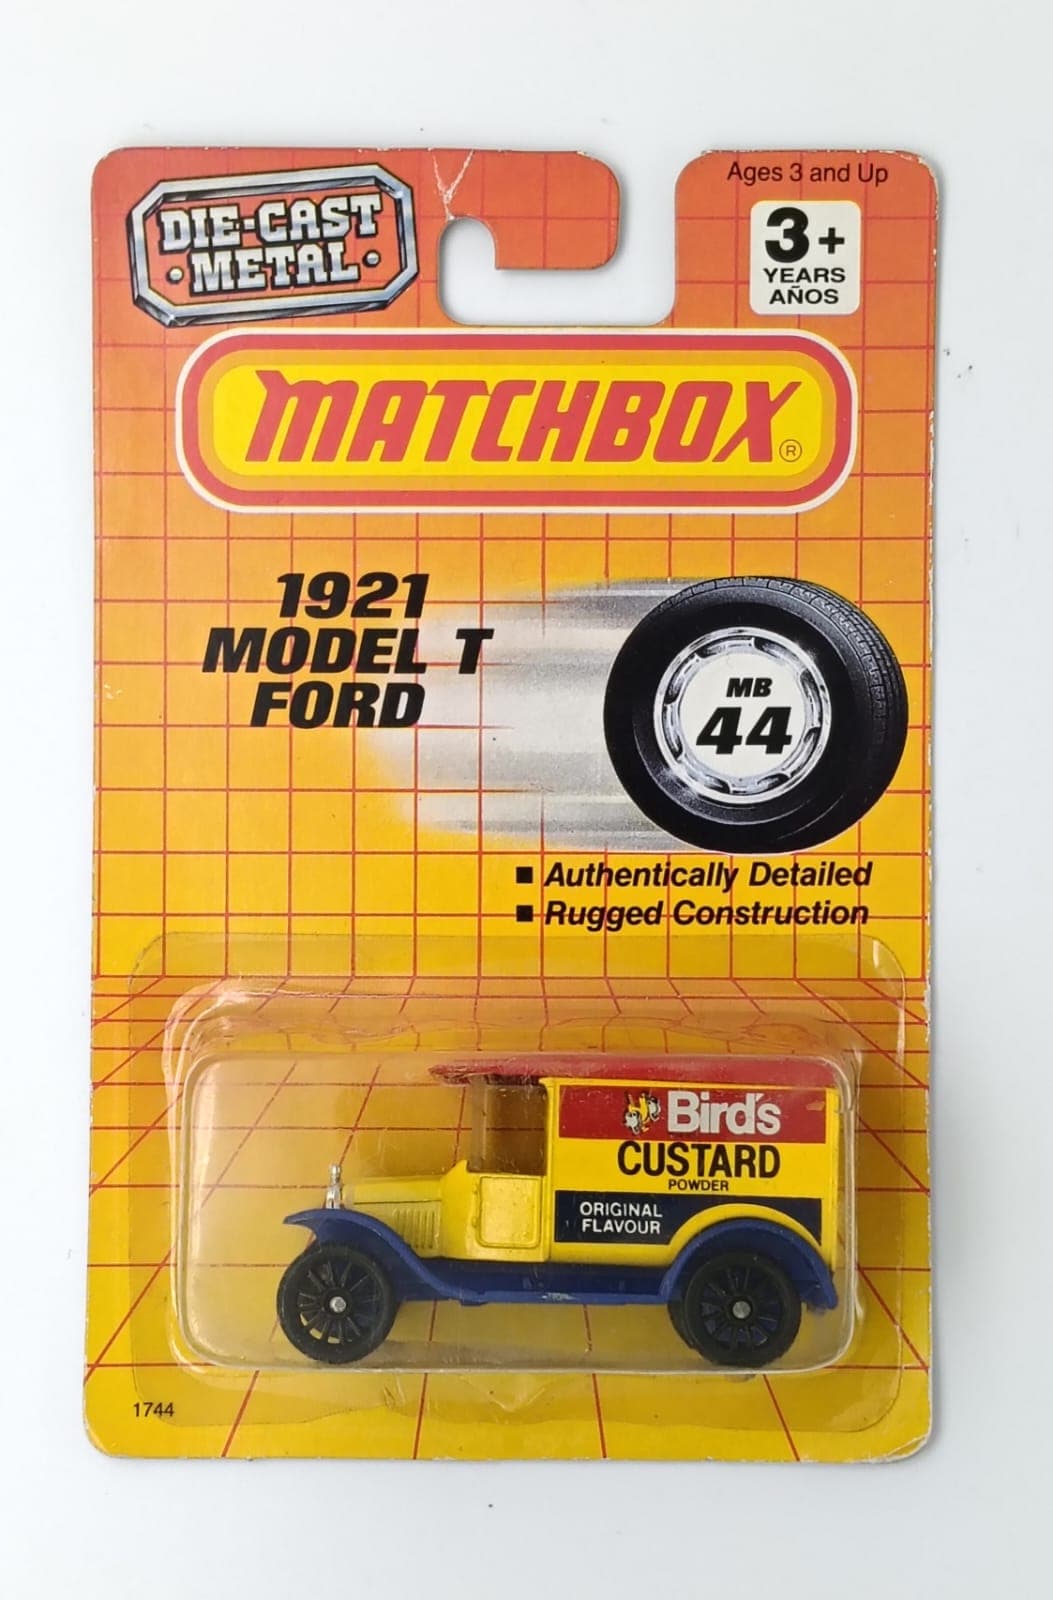 DIE-CAST
• METAL •
Ages 3 and Up
3+
YEARS
AÑOS
MATCHBOX®
1921
MODEL T
FORD
MB
44
■ Authentically Detailed
■ Rugged Construction
Bird's
CUSTARD
POWDER
ORIGINAL
FLAVOUR
1744